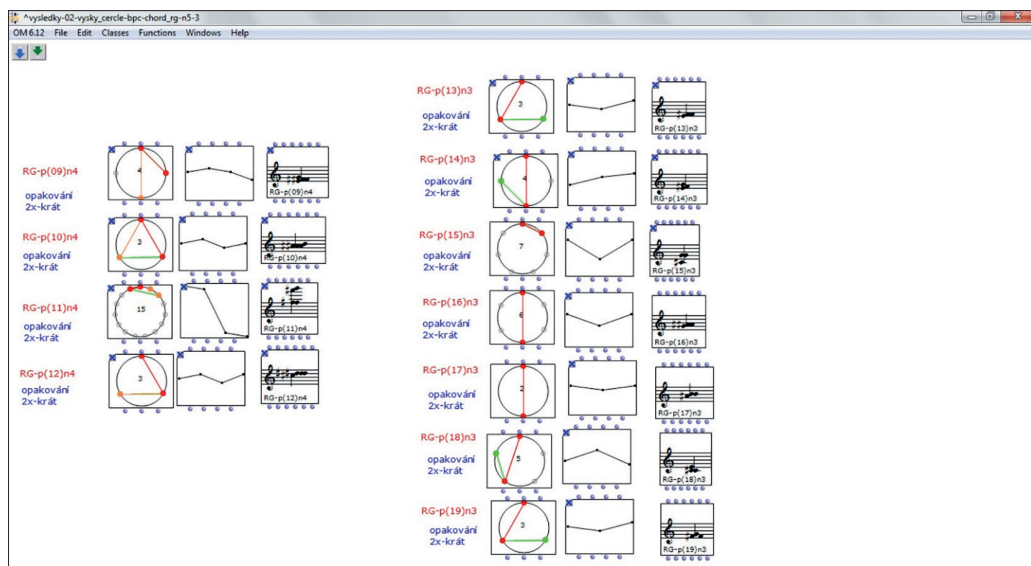 ^vysledky-02-vysky_cercle-bpc-chord_rg-n5-3
OM 6.12 File Edit Classes Functions Windows Help
RG-p(09)n4
opakování
2x-krát
4
RG-p(09)n4
RG-p(10)n4
opakování
2x-krát
3
RG-p(10)n4
RG-p(11)n4
opakování
2x-krát
15
RG-p(11)n4
RG-p(12)n4
opakování
2x-krát
3
RG-p(12)n4
RG-p(13)n3
opakování
2x-krát
3
RG-p(13)n3
RG-p(14)n3
opakování
2x-krát
4
RG-p(14)n3
RG-p(15)n3
opakování
2x-krát
7
RG-p(15)n3
RG-p(16)n3
opakování
2x-krát
6
RG-p(16)n3
RG-p(17)n3
opakování
2x-krát
2
RG-p(17)n3
RG-p(18)n3
opakování
2x-krát
5
RG-p(18)n3
RG-p(19)n3
opakování
2x-krát
3
RG-p(19)n3